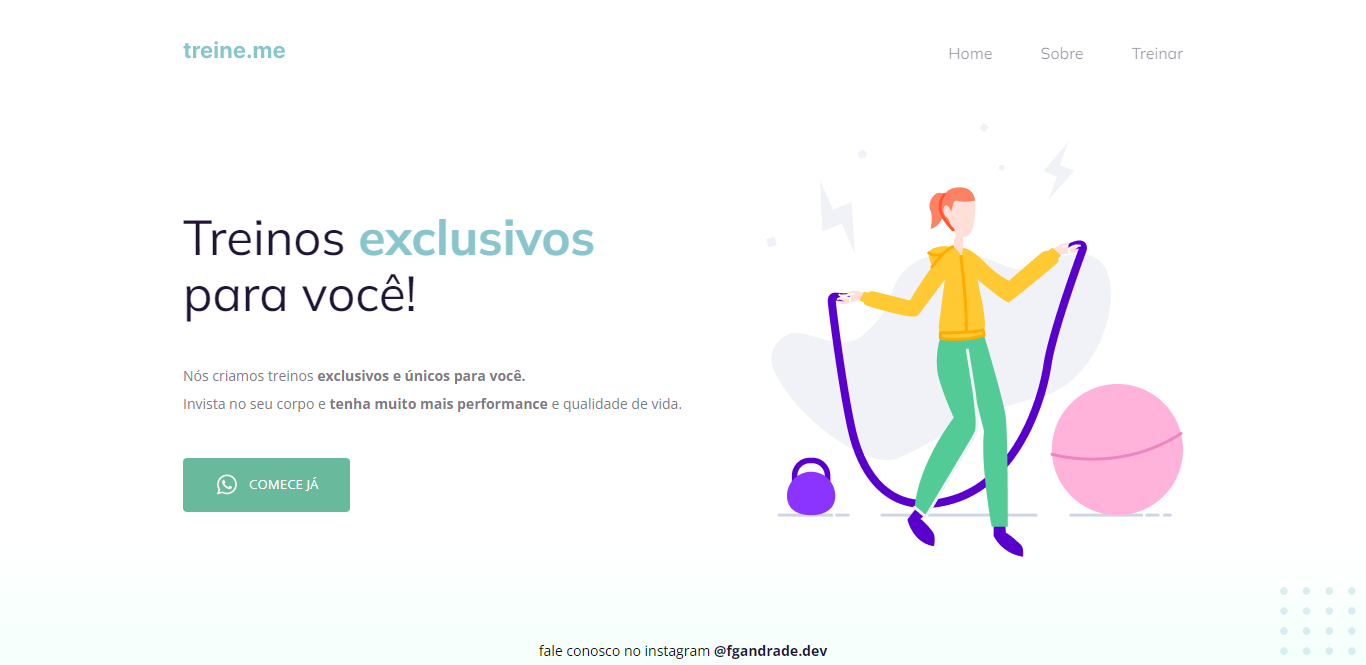 treine.me
Home Sobre Treinar
Treinos exclusivos
para você!
Nós criamos treinos exclusivos e únicos para você.
Invista no seu corpo e tenha muito mais performance e qualidade de vida.
COMECE JÁ
fale conosco no instagram @fgandrade.dev